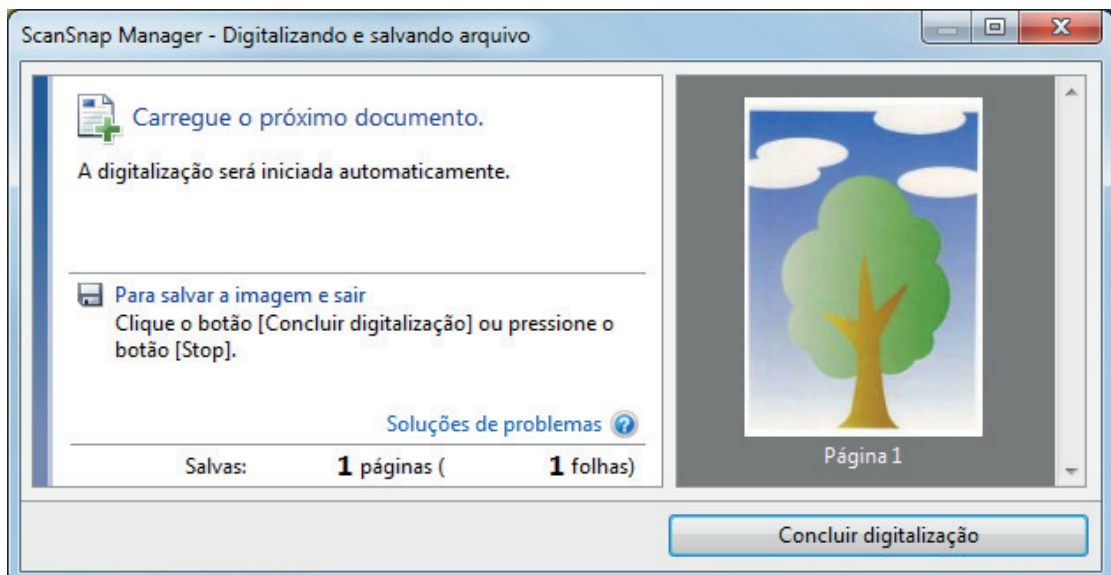 ScanSnap Manager - Digitalizando e salvando arquivo
Carregue o próximo documento.
A digitalização será iniciada automaticamente.
Para salvar a imagem e sair
Clique o botão [Concluir digitalização] ou pressione o
botão [Stop].
Soluções de problemas
Salvas: 1 páginas ( 1 folhas)
Página 1
Concluir digitalização